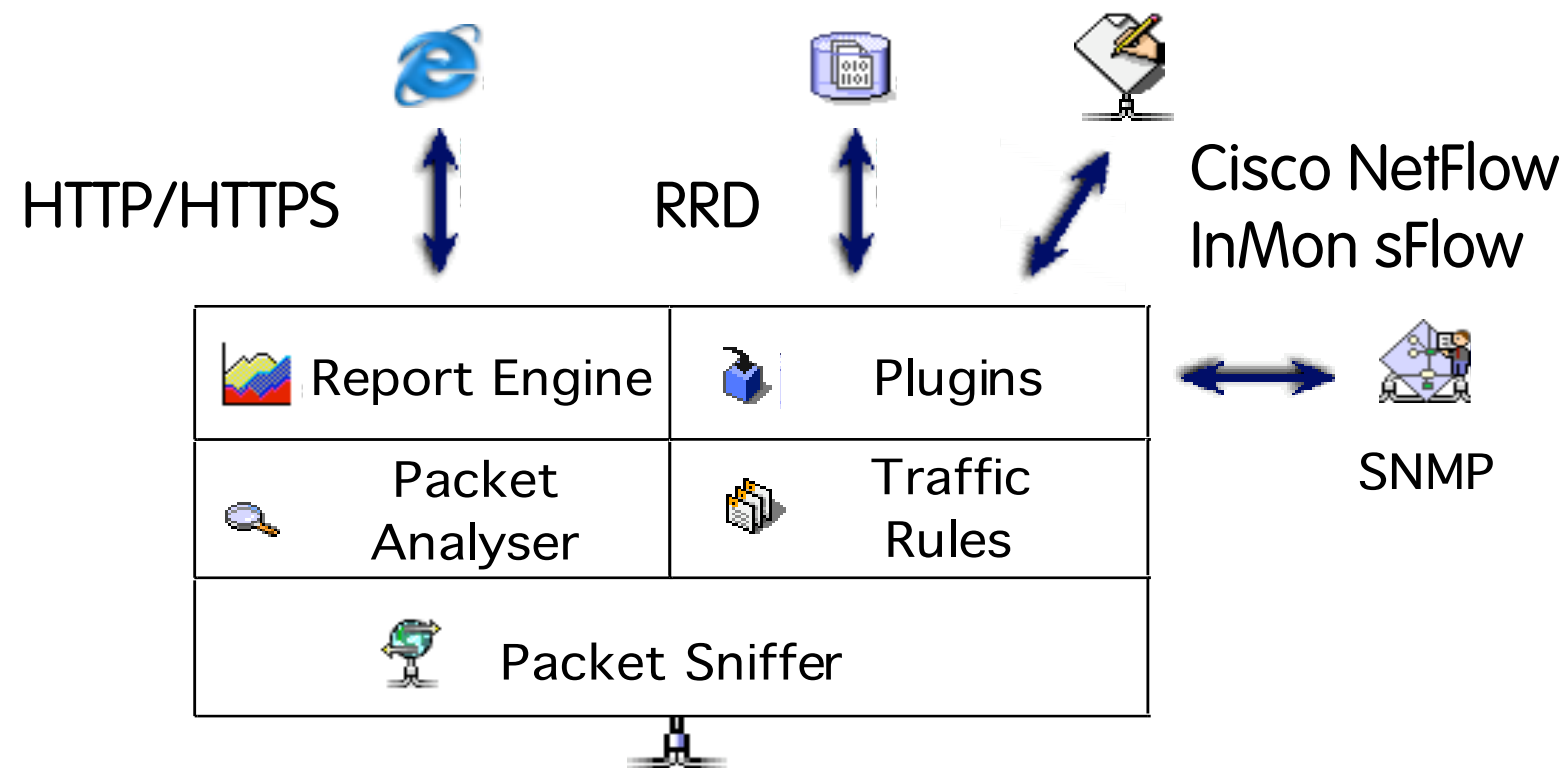 HTTP/HTTPS
RRD
Cisco NetFlow
InMon sFlow
Report Engine
Plugins
SNMP
Packet
Analyser
Traffic
Rules
Packet Sniffer